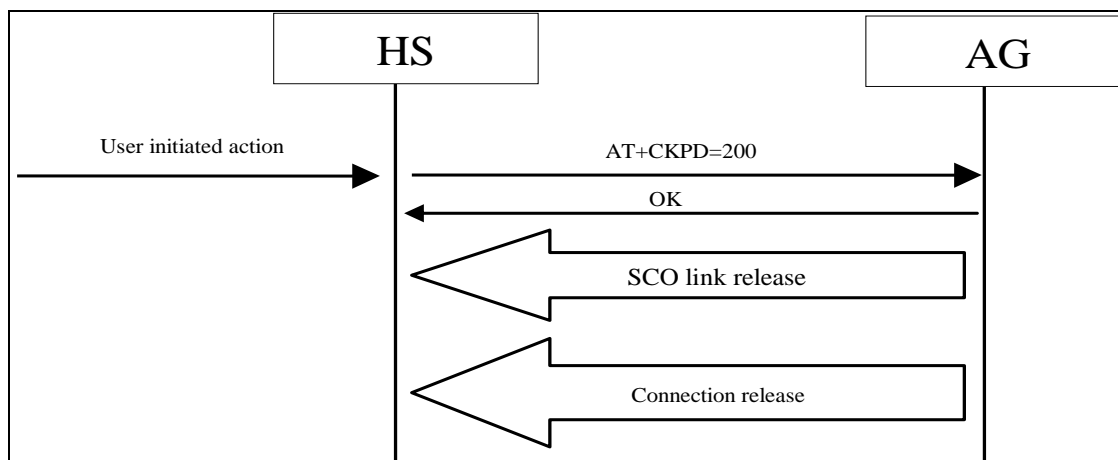 HS
AG
User initiated action
AT+CKPD=200
OK
SCO link release
Connection release